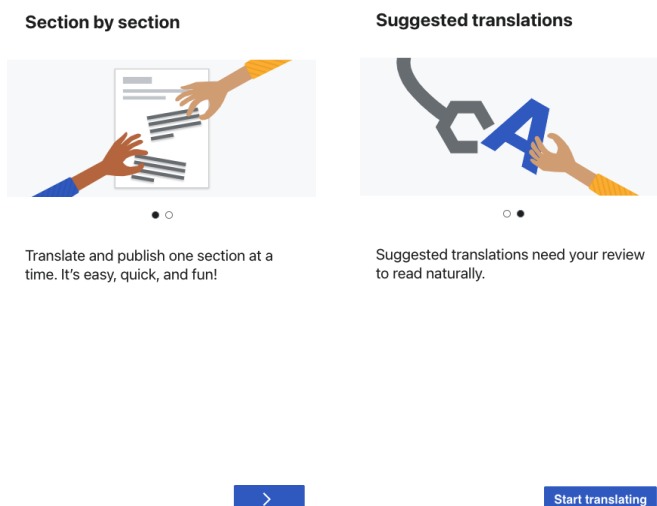 Section by section
Translate and publish one section at a
time. It's easy, quick, and fun!
Suggested translations
A
Suggested translations need your review
to read naturally.
Start translating